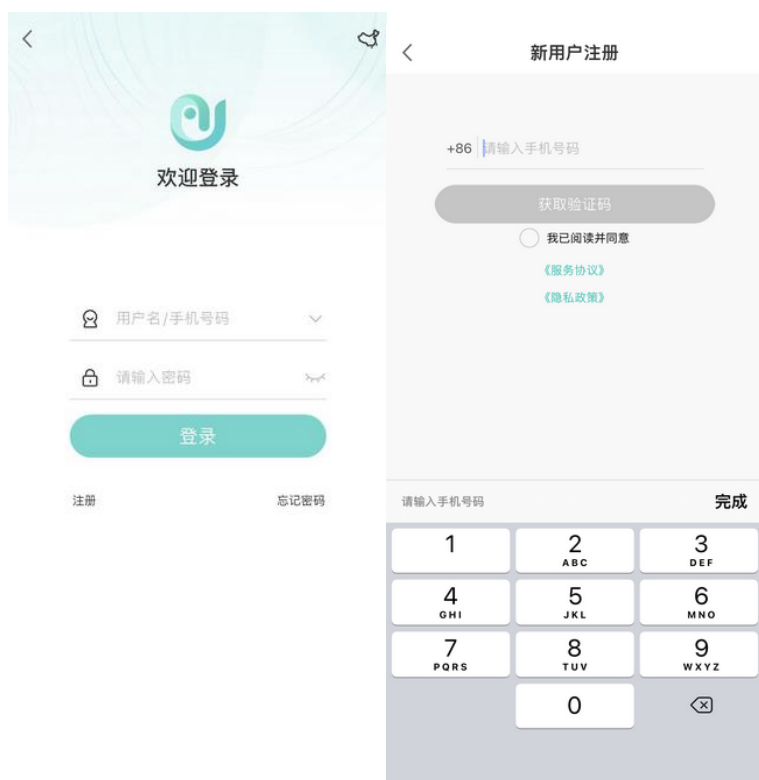 欢迎登录
用户名/手机号码
请输入密码
登录
注册
忘记密码
新用户注册
+86 请输入手机号码
获取验证码
我已阅读并同意
《服务协议》
《隐私政策》
请输入手机号码 完成
1 2 3
ABC DEF
4 5 6
GHI JKL MNO
7 8 9
PQRS TUV WXYZ
0